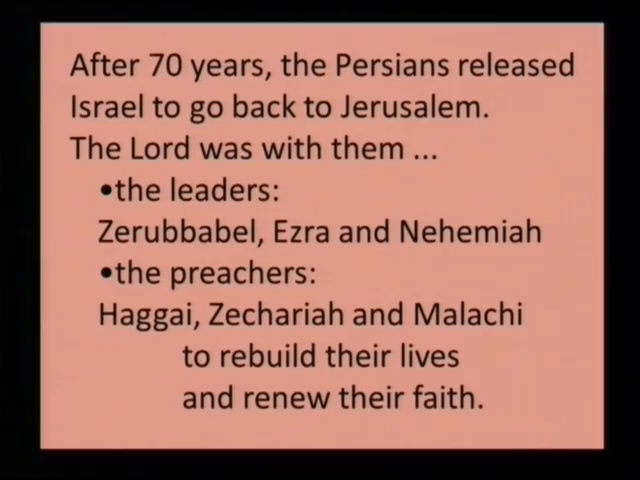 After 70 years, the Persians released
Israel to go back to Jerusalem.
The Lord was with them ...
•the leaders:
Zerubbabel, Ezra and Nehemiah
•the preachers:
Haggai, Zechariah and Malachi
to rebuild their lives
and renew their faith.